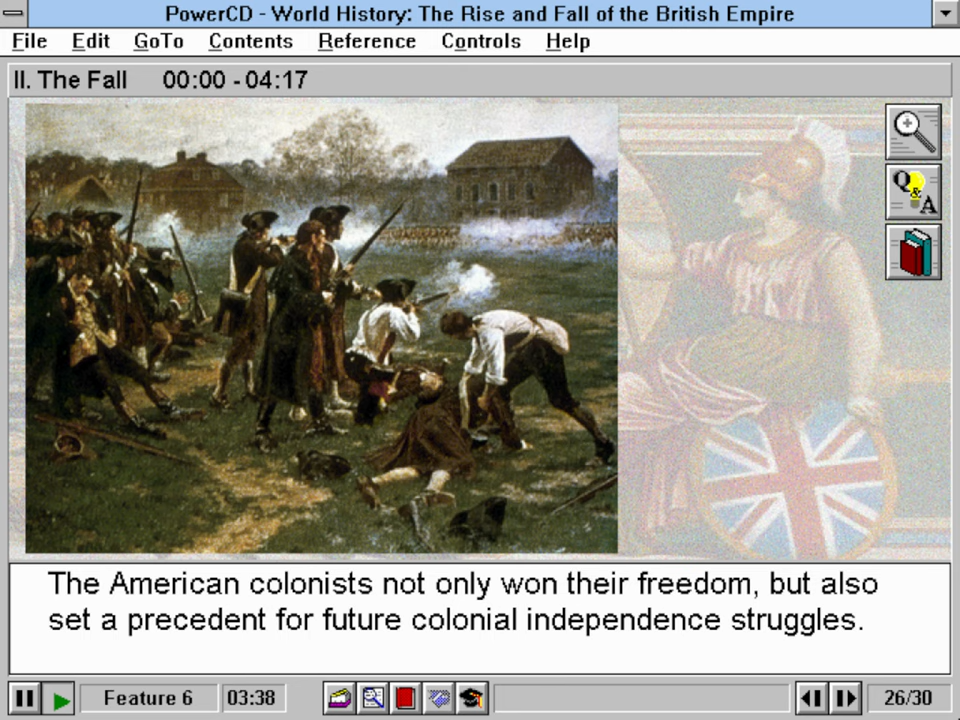 PowerCD - World History: The Rise and Fall of the British Empire
File Edit GoTo Contents Reference Controls Help
II. The Fall 00:00 - 04:17
Q & A
The American colonists not only won their freedom, but also
set a precedent for future colonial independence struggles.
Feature 6 03:38 26/30